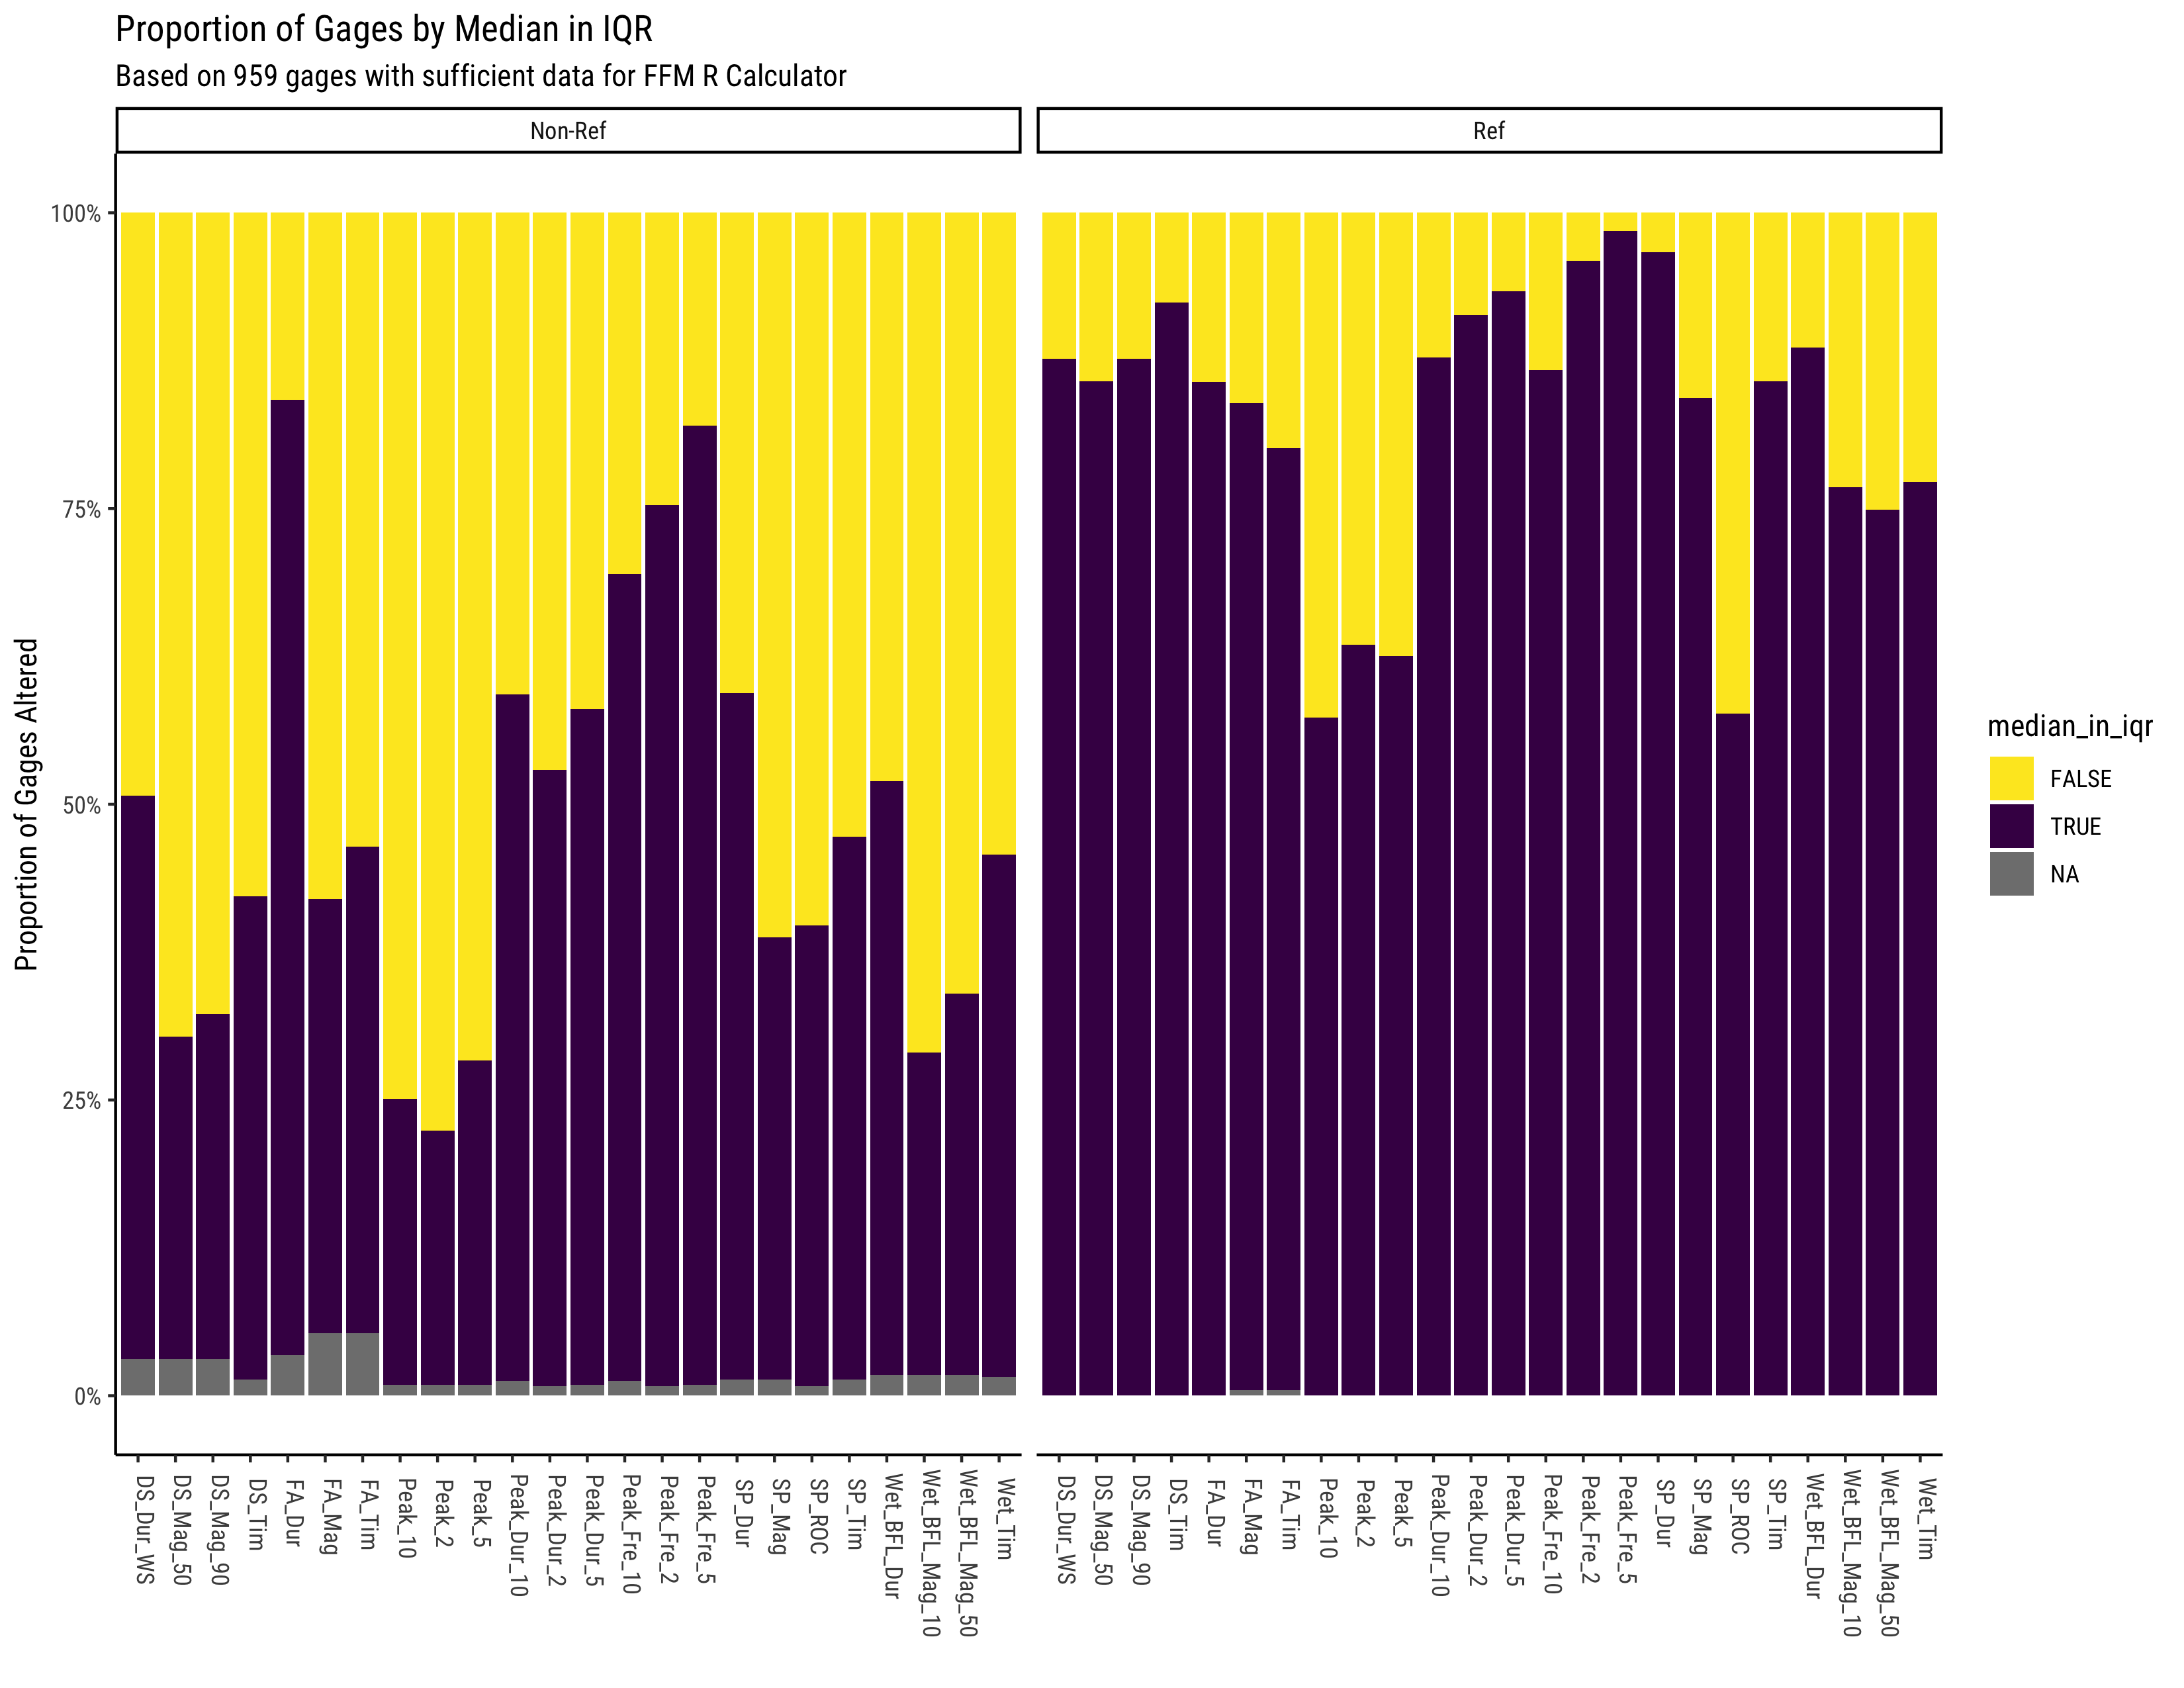 Proportion of Gages by Median in IQR
Based on 959 gages with sufficient data for FFM R Calculator
Non-Ref
Ref
Proportion of Gages Altered
100%
75%
50%
25%
0%
DS_Dur_WS
DS_Mag_50
DS_Mag_90
DS_Tim
FA_Dur
FA_Mag
FA_Tim
Peak_10
Peak_2
Peak_5
Peak_Dur_10
Peak_Dur_2
Peak_Dur_5
Peak_Fre_10
Peak_Fre_2
Peak_Fre_5
SP_Dur
SP_Mag
SP_ROC
SP_Tim
Wet_BFL_Dur
Wet_BFL_Mag_10
Wet_BFL_Mag_50
Wet_Tim
DS_Dur_WS
DS_Mag_50
DS_Mag_90
DS_Tim
FA_Dur
FA_Mag
FA_Tim
Peak_10
Peak_2
Peak_5
Peak_Dur_10
Peak_Dur_2
Peak_Dur_5
Peak_Fre_10
Peak_Fre_2
Peak_Fre_5
SP_Dur
SP_Mag
SP_ROC
SP_Tim
Wet_BFL_Dur
Wet_BFL_Mag_10
Wet_BFL_Mag_50
Wet_Tim
median_in_iqr
FALSE
TRUE
NA